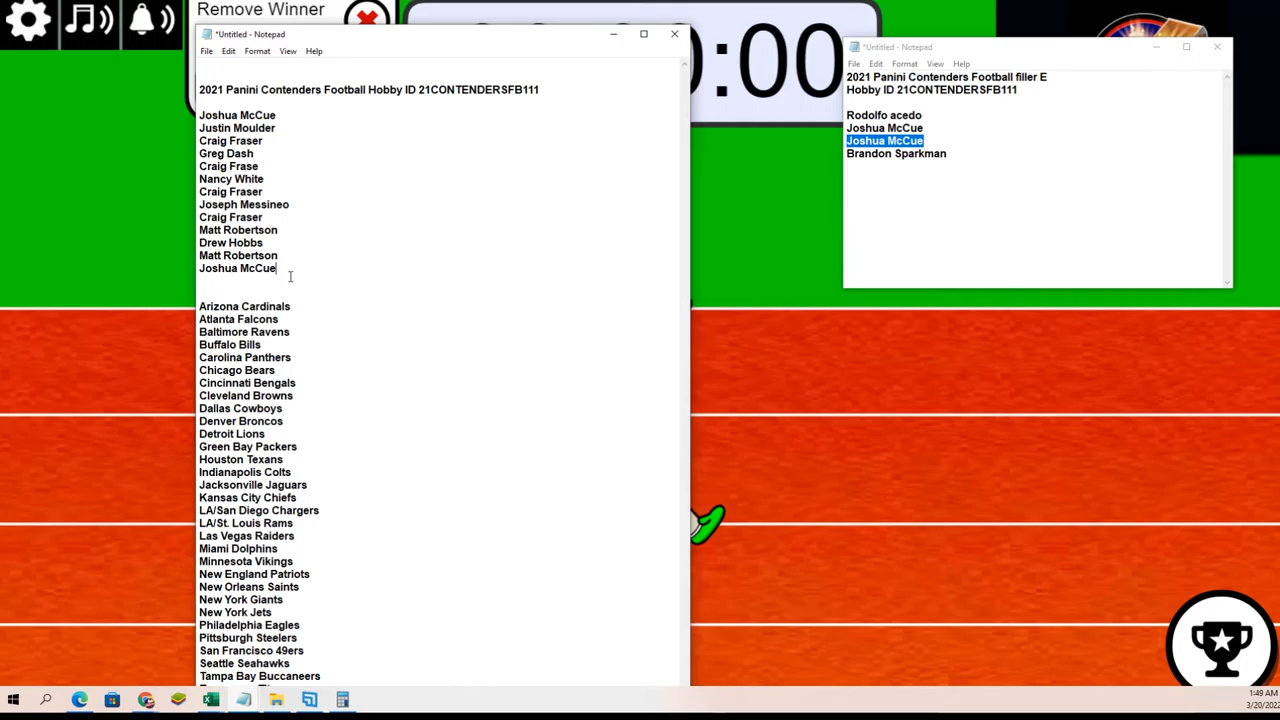 Remove Winner
0:00
*Untitled - Notepad
File Edit Format View Help
2021 Panini Contenders Football Hobby ID 21CONTENDERSFB111
Joshua McCue
Justin Moulder
Craig Fraser
Greg Dash
Craig Frase
Nancy White
Craig Fraser
Joseph Messineo
Craig Fraser
Matt Robertson
Drew Hobbs
Matt Robertson
Joshua McCue
Arizona Cardinals
Atlanta Falcons
Baltimore Ravens
Buffalo Bills
Carolina Panthers
Chicago Bears
Cincinnati Bengals
Cleveland Browns
Dallas Cowboys
Denver Broncos
Detroit Lions
Green Bay Packers
Houston Texans
Indianapolis Colts
Jacksonville Jaguars
Kansas City Chiefs
LA/San Diego Chargers
LA/St. Louis Rams
Las Vegas Raiders
Miami Dolphins
Minnesota Vikings
New England Patriots
New Orleans Saints
New York Giants
New York Jets
Philadelphia Eagles
Pittsburgh Steelers
San Francisco 49ers
Seattle Seahawks
Tampa Bay Buccaneers
*Untitled - Notepad
File Edit Format View Help
2021 Panini Contenders Football filler E
Hobby ID 21CONTENDERSFB111
Rodolfo acedo
Joshua McCue
Joshua McCue
Brandon Sparkman
1:49 AM
3/20/202